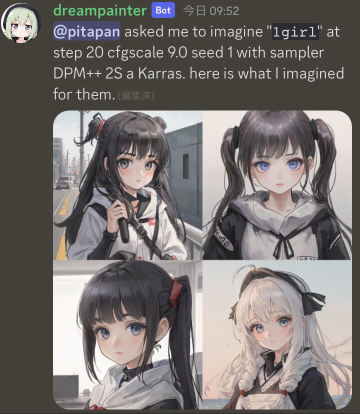 dreampainter Bot 今日 09:52
@pitapan asked me to imagine "1girl" at
step 20 cfgscale 9.0 seed 1 with sampler
DPM++ 2S a Karras. here is what I imagined
for them. (編集済)